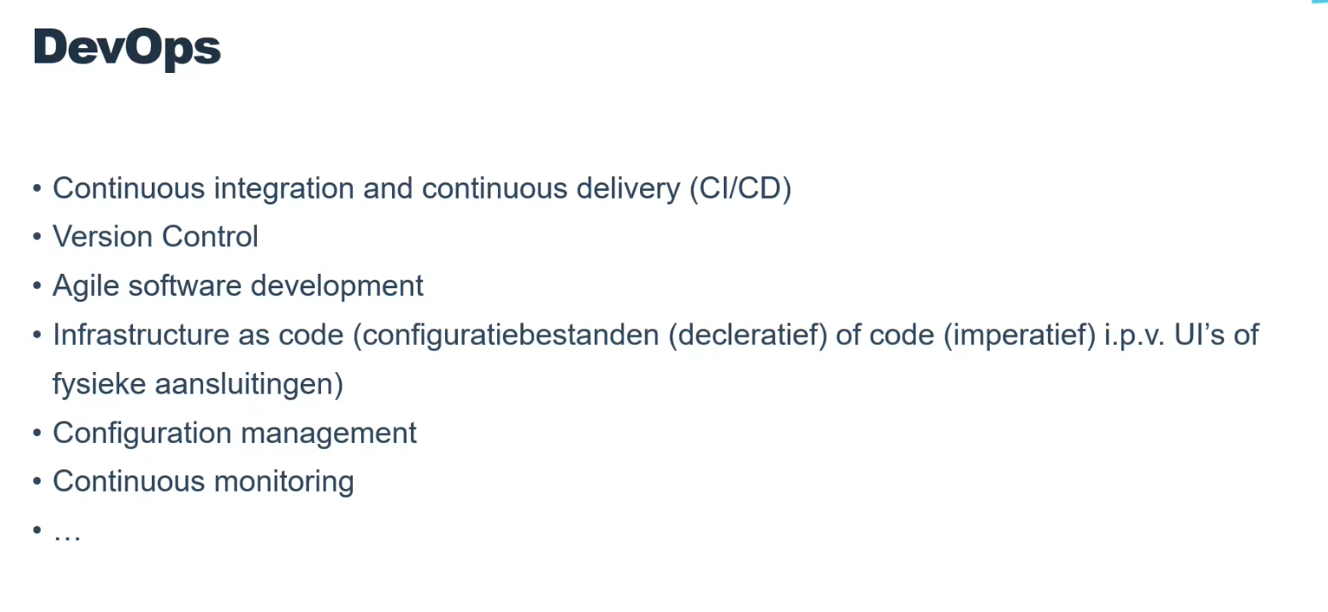 DevOps
• Continuous integration and continuous delivery (CI/CD)
• Version Control
• Agile software development
• Infrastructure as code (configuratiebestanden (decleratief) of code (imperatief) i.p.v. UI’s of
fysieke aansluitingen)
• Configuration management
• Continuous monitoring
• …